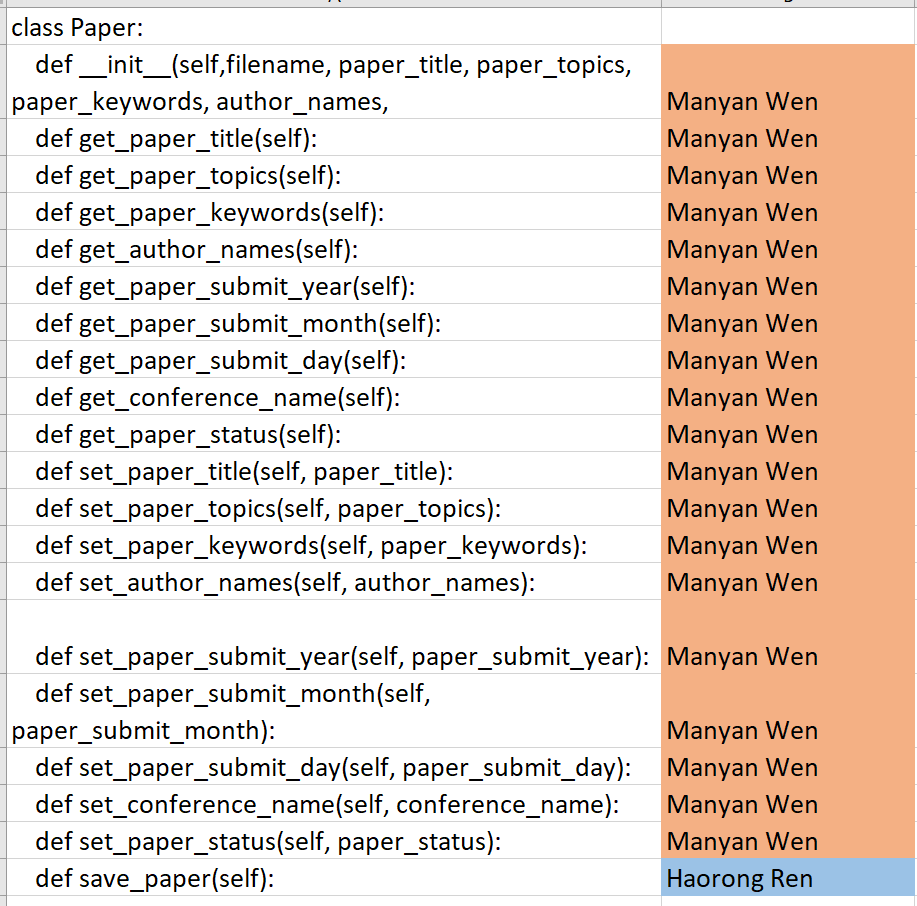 class Paper:
def __init__(self,filename, paper_title, paper_topics,
paper_keywords, author_names,
Manyan Wen
def get_paper_title(self):
Manyan Wen
def get_paper_topics(self):
Manyan Wen
def get_paper_keywords(self):
Manyan Wen
def get_author_names(self):
Manyan Wen
def get_paper_submit_year(self):
Manyan Wen
def get_paper_submit_month(self):
Manyan Wen
def get_paper_submit_day(self):
Manyan Wen
def get_conference_name(self):
Manyan Wen
def get_paper_status(self):
Manyan Wen
def set_paper_title(self, paper_title):
Manyan Wen
def set_paper_topics(self, paper_topics):
Manyan Wen
def set_paper_keywords(self, paper_keywords):
Manyan Wen
def set_author_names(self, author_names):
Manyan Wen
def set_paper_submit_year(self, paper_submit_year):
Manyan Wen
def set_paper_submit_month(self,
paper_submit_month):
Manyan Wen
def set_paper_submit_day(self, paper_submit_day):
Manyan Wen
def set_conference_name(self, conference_name):
Manyan Wen
def set_paper_status(self, paper_status):
Manyan Wen
def save_paper(self):
Haorong Ren